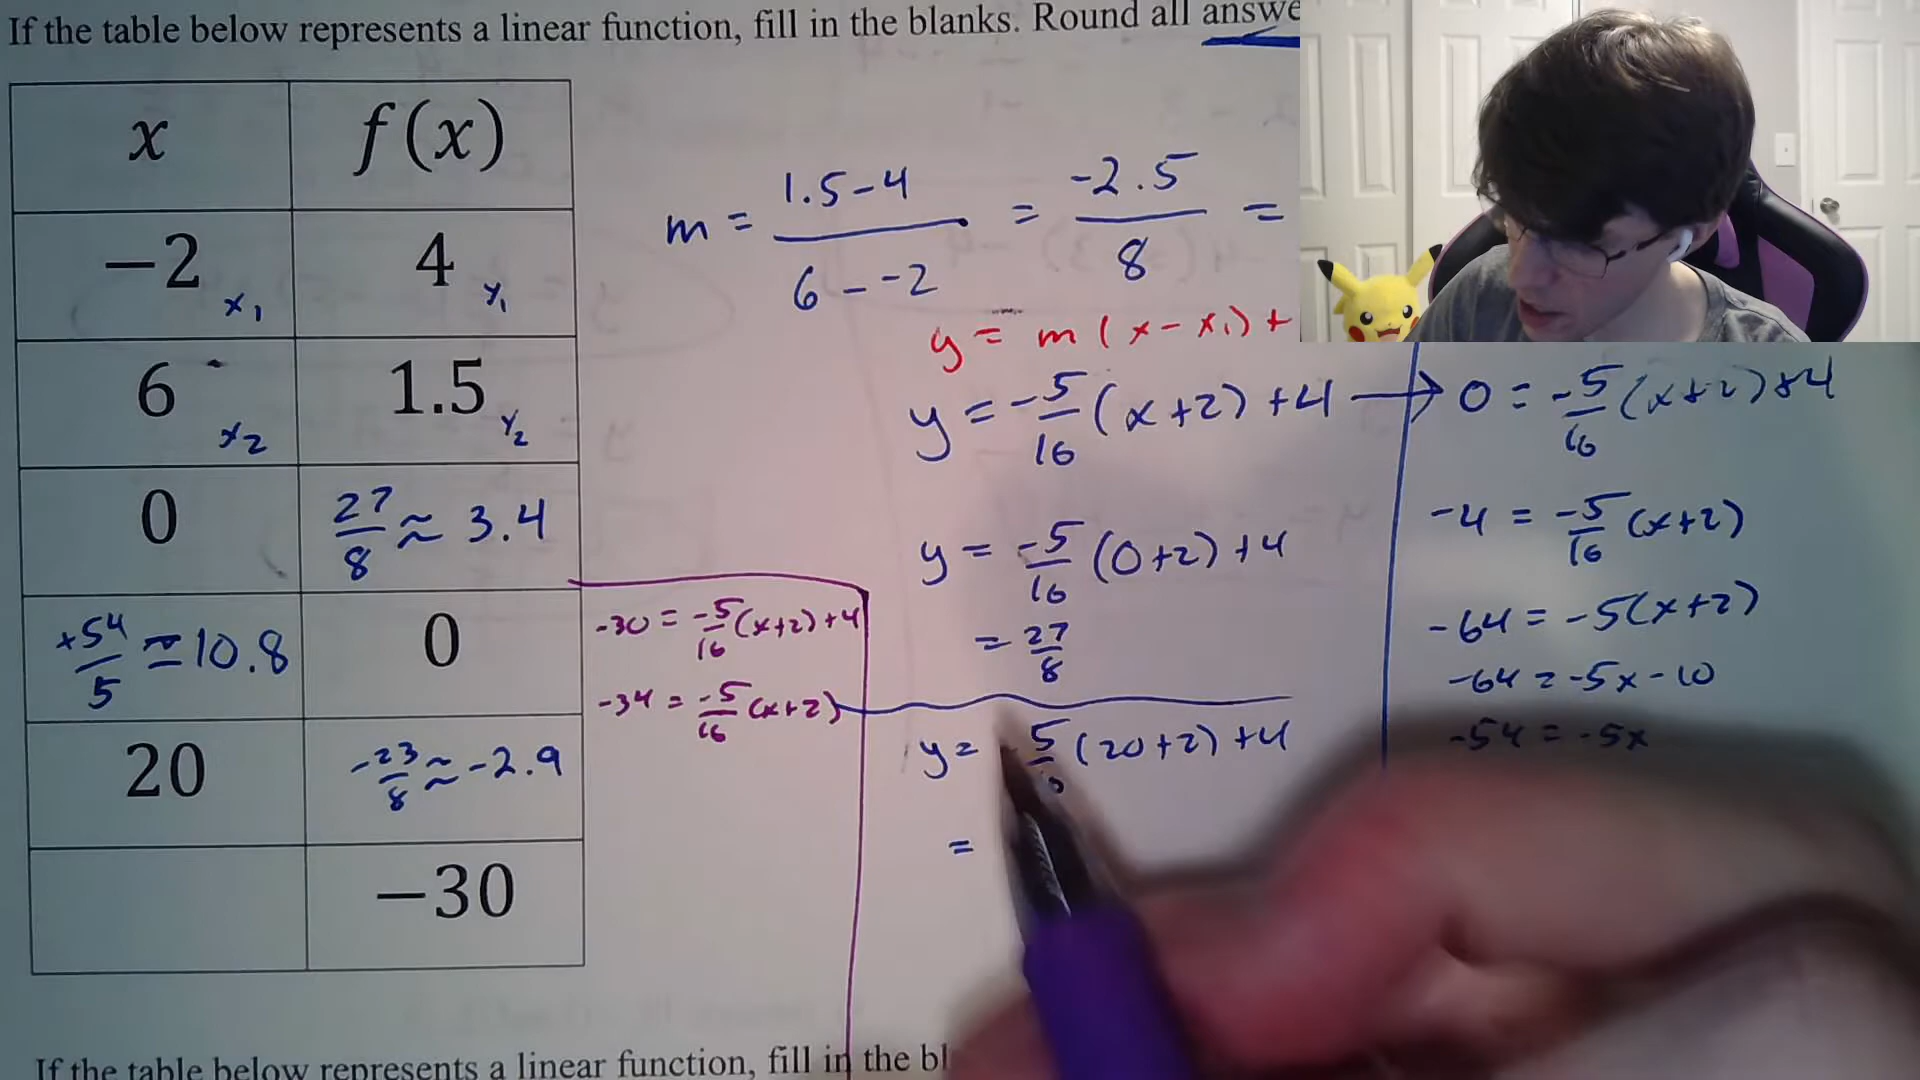 If the table below represents a linear function, fill in the blanks. Round all answe
x f(x)
-2 x₁ 4 y₁
6 x₂ 1.5 y₂
0 27/8 ≈ 3.4
+54/5 ≈ 10.8 0
20 -23/8 ≈ -2.9
-30
m = (1.5-4)/(6--2) = -2.5/8 =
y = m(x-x₁)+
y = -5/16(x+2)+4 → 0 = -5/16(x+2)+4
y = -5/16(0+2)+4
= 27/8
y = 5/ (20+2)+4
=
-4 = -5/16(x+2)
-64 = -5(x+2)
-64 = -5x-10
-54 = -5x
-30 = -5/16(x+2)+4
-34 = -5/16(x+2)
If the table below represents a linear function, fill in the bl